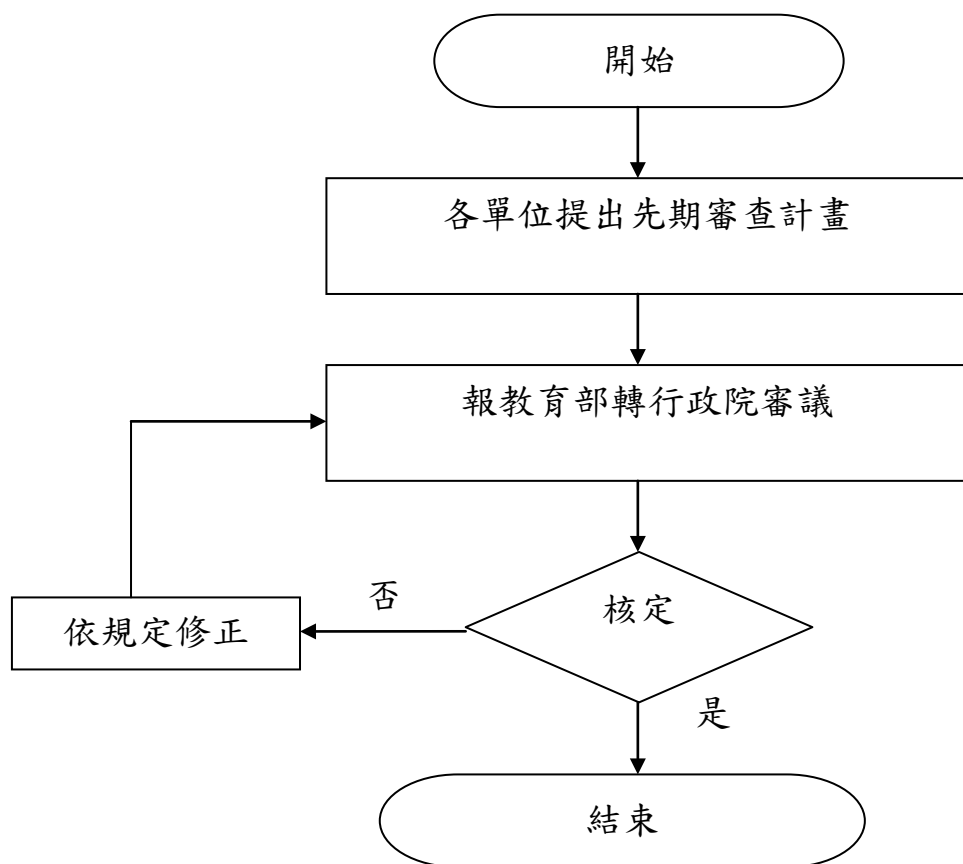 開始
各單位提出先期審查計畫
報教育部轉行政院審議
核定
否
依規定修正
是
結束